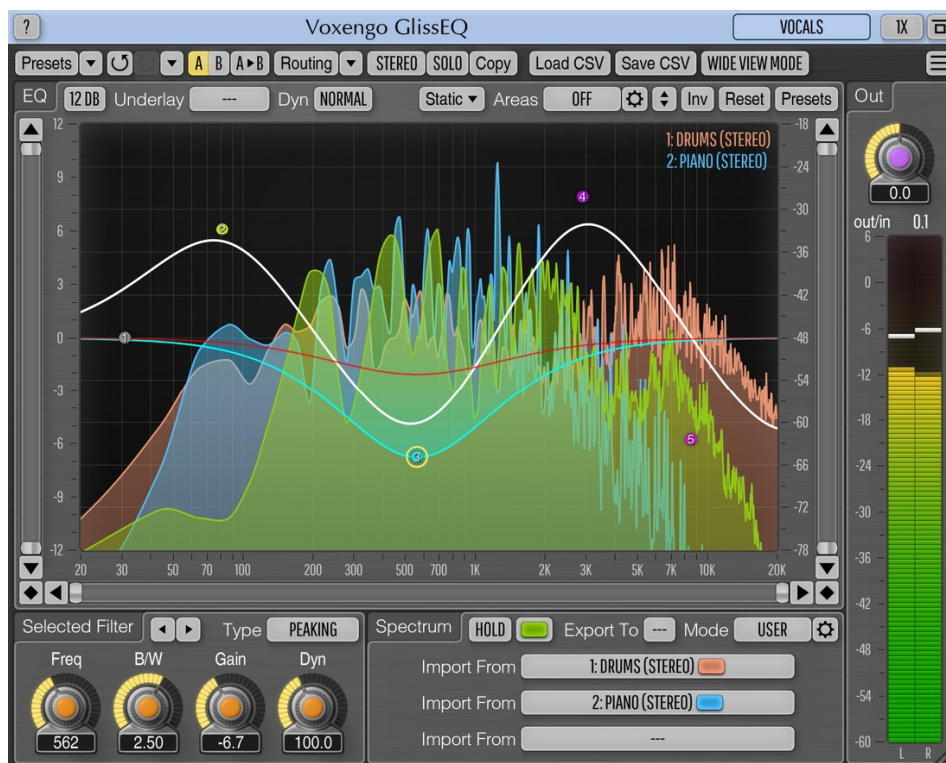 ? Voxengo GlissEQ VOCALS 1X
Presets A B A▸B Routing STEREO SOLO Copy Load CSV Save CSV WIDE VIEW MODE
EQ 12 DB Underlay --- Dyn NORMAL Static Areas OFF Inv Reset Presets Out
12 -18
1: DRUMS (STEREO)
2: PIANO (STEREO)
9 -24
0.0
6 -30
out/in 0.1
3 -36
0 -42
-3 -48
-6 -54
-9 -60
-12 -66
-72
-78
6
0
-6
-12
-18
-24
-30
-36
-42
-48
-54
-60
L R
1 2 3 4 5
20 30 50 70 100 200 300 500 700 1K 2K 3K 5K 7K 10K 20K
Selected Filter Type PEAKING Spectrum HOLD Export To --- Mode USER
Freq B/W Gain Dyn
562 2.50 -6.7 100.0
Import From 1: DRUMS (STEREO)
Import From 2: PIANO (STEREO)
Import From ---